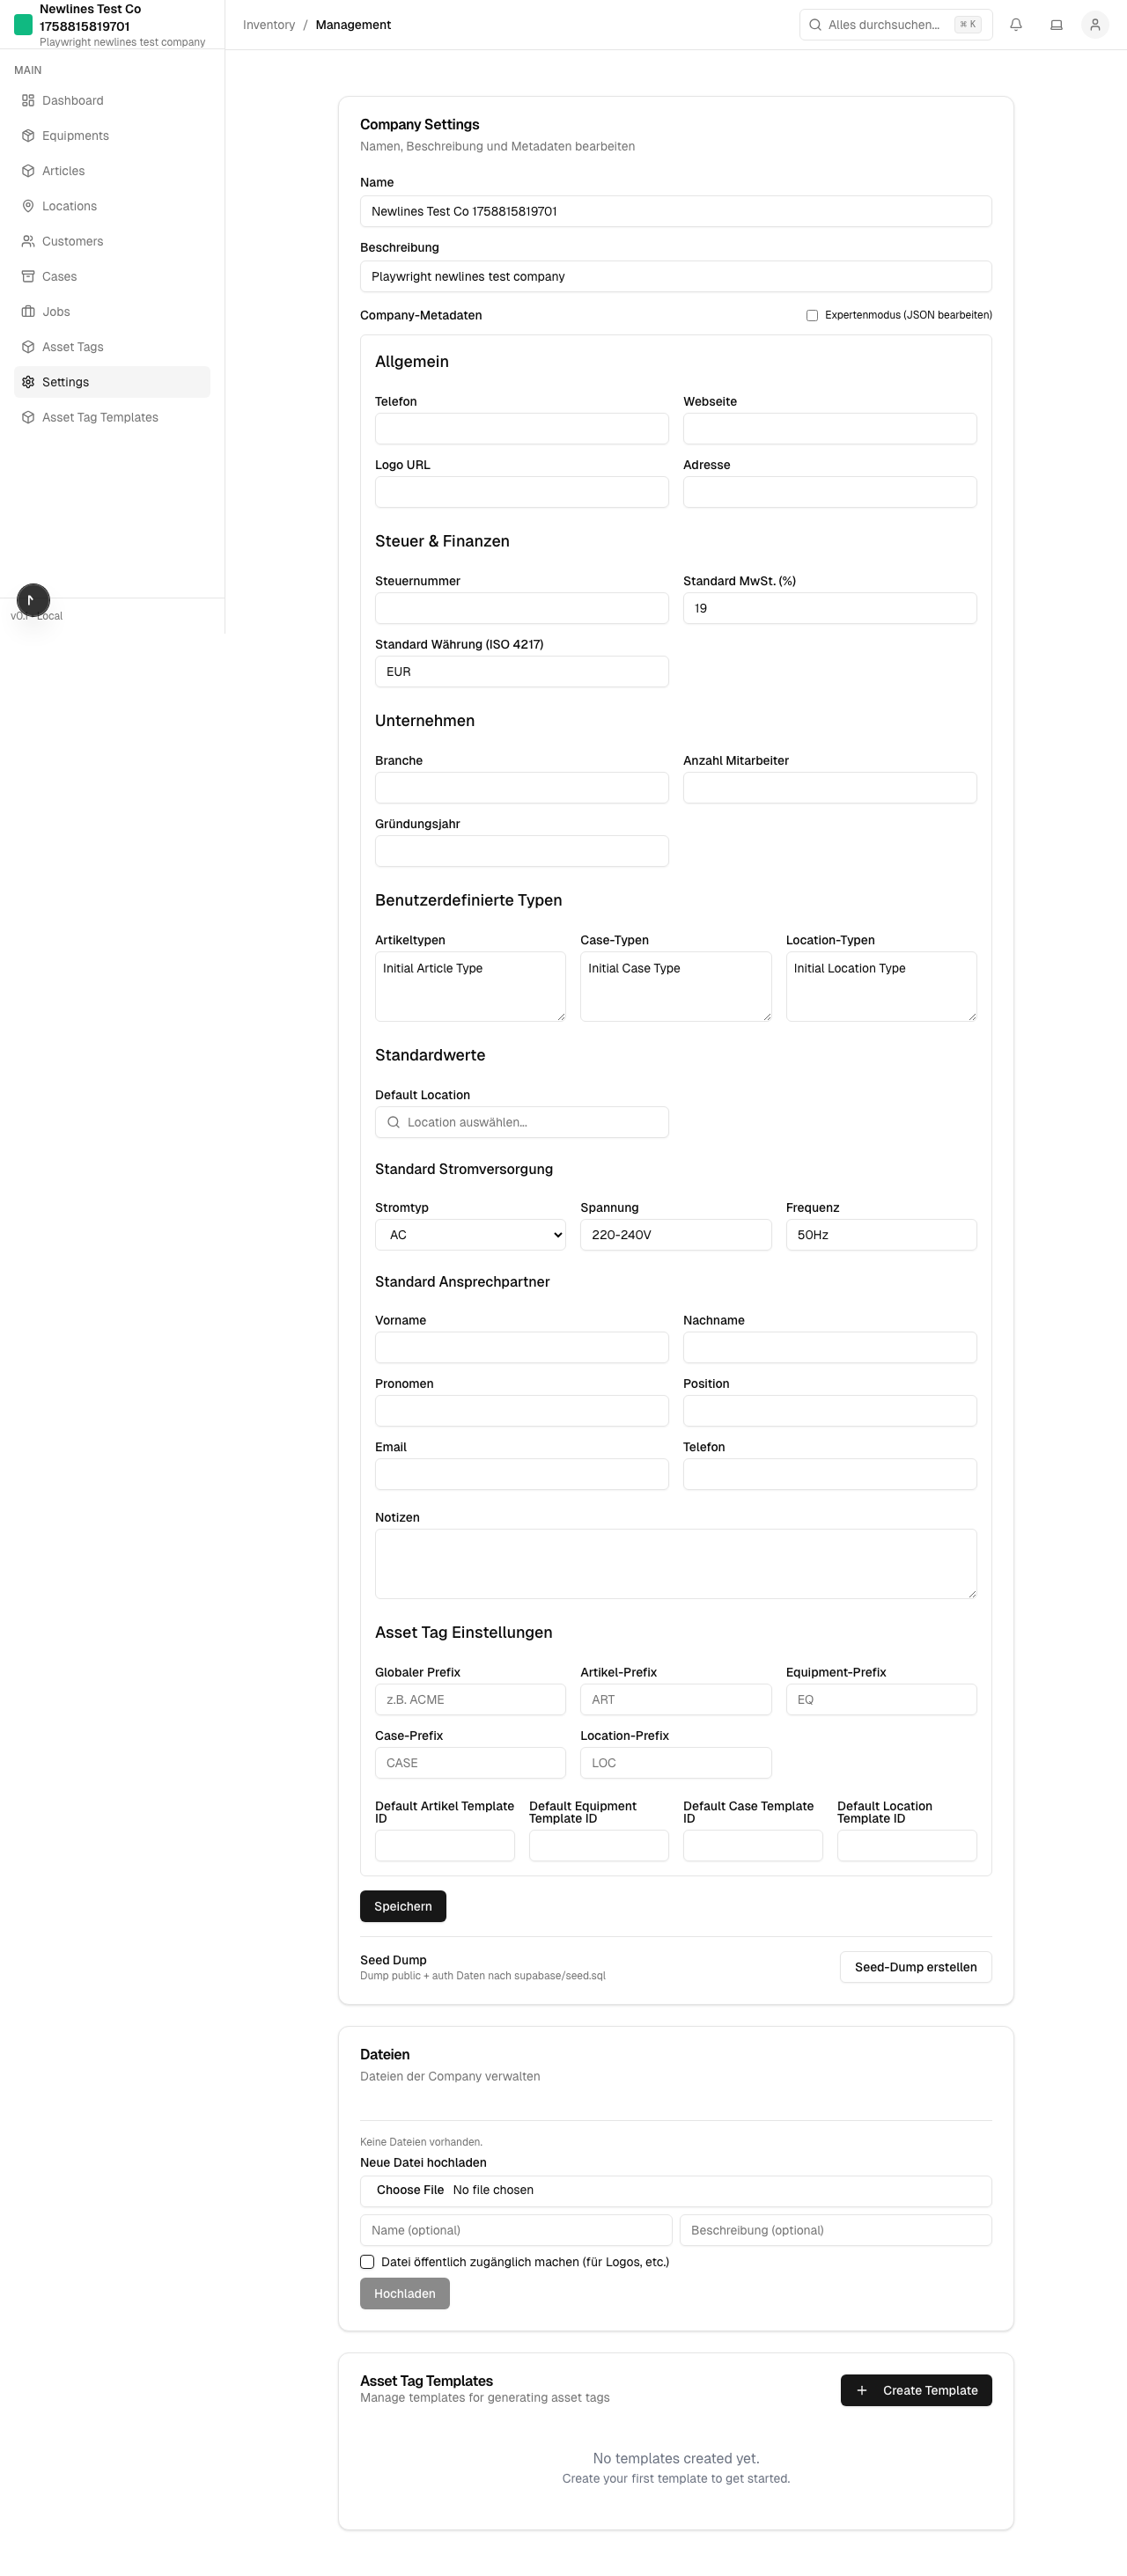 Newlines Test Co
1758815819701
Playwright newlines test company
Inventory / Management
Alles durchsuchen...
⌘ K
MAIN
Dashboard
Equipments
Articles
Locations
Customers
Cases
Jobs
Asset Tags
Settings
Asset Tag Templates
Local
Company Settings
Namen, Beschreibung und Metadaten bearbeiten
Name
Newlines Test Co 1758815819701
Beschreibung
Playwright newlines test company
Company-Metadaten
Expertenmodus (JSON bearbeiten)
Allgemein
Telefon
Webseite
Logo URL
Adresse
Steuer & Finanzen
Steuernummer
Standard MwSt. (%)
19
Standard Währung (ISO 4217)
EUR
Unternehmen
Branche
Anzahl Mitarbeiter
Gründungsjahr
Benutzerdefinierte Typen
Artikeltypen
Case-Typen
Location-Typen
Initial Article Type
Initial Case Type
Initial Location Type
Standardwerte
Default Location
Location auswählen...
Standard Stromversorgung
Stromtyp
Spannung
Frequenz
AC
220-240V
50Hz
Standard Ansprechpartner
Vorname
Nachname
Pronomen
Position
Email
Telefon
Notizen
Asset Tag Einstellungen
Globaler Prefix
Artikel-Prefix
Equipment-Prefix
z.B. ACME
ART
EQ
Case-Prefix
Location-Prefix
CASE
LOC
Default Artikel Template
ID
Default Equipment
Template ID
Default Case Template
ID
Default Location
Template ID
Speichern
Seed Dump
Dump public + auth Daten nach supabase/seed.sql
Seed-Dump erstellen
Dateien
Dateien der Company verwalten
Keine Dateien vorhanden.
Neue Datei hochladen
Choose File No file chosen
Name (optional)
Beschreibung (optional)
Datei öffentlich zugänglich machen (für Logos, etc.)
Hochladen
Asset Tag Templates
Manage templates for generating asset tags
Create Template
No templates created yet.
Create your first template to get started.